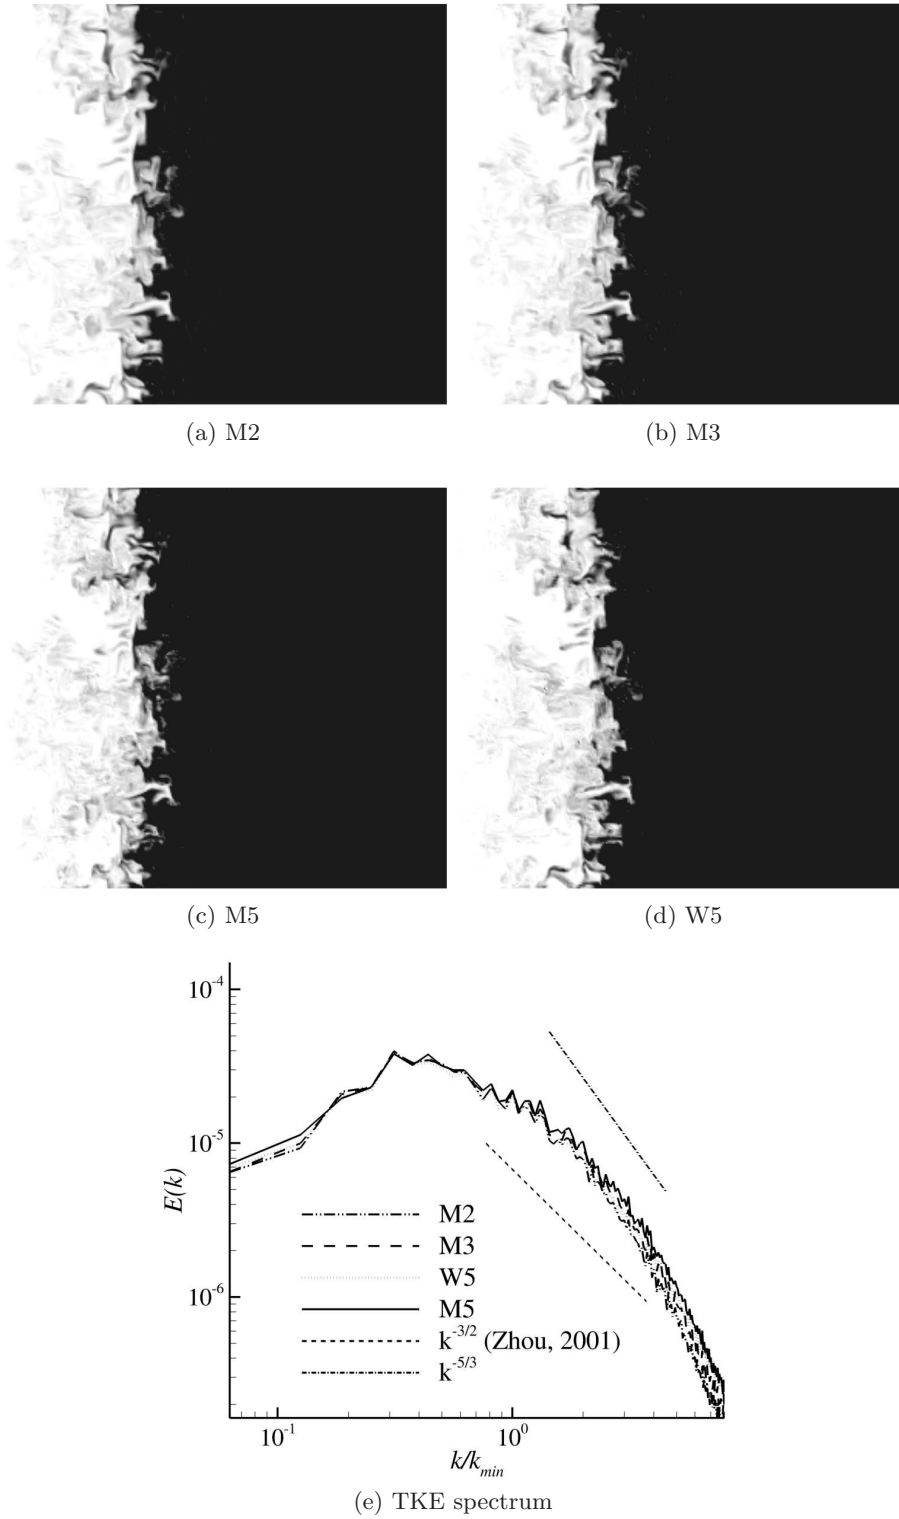 (a) M2
(b) M3
(c) M5
(d) W5
10^-4
10^-5
10^-6
E(k)
M2
M3
W5
M5
k^-3/2 (Zhou, 2001)
k^-5/3
10^-1
10^0
k/k_min
(e) TKE spectrum